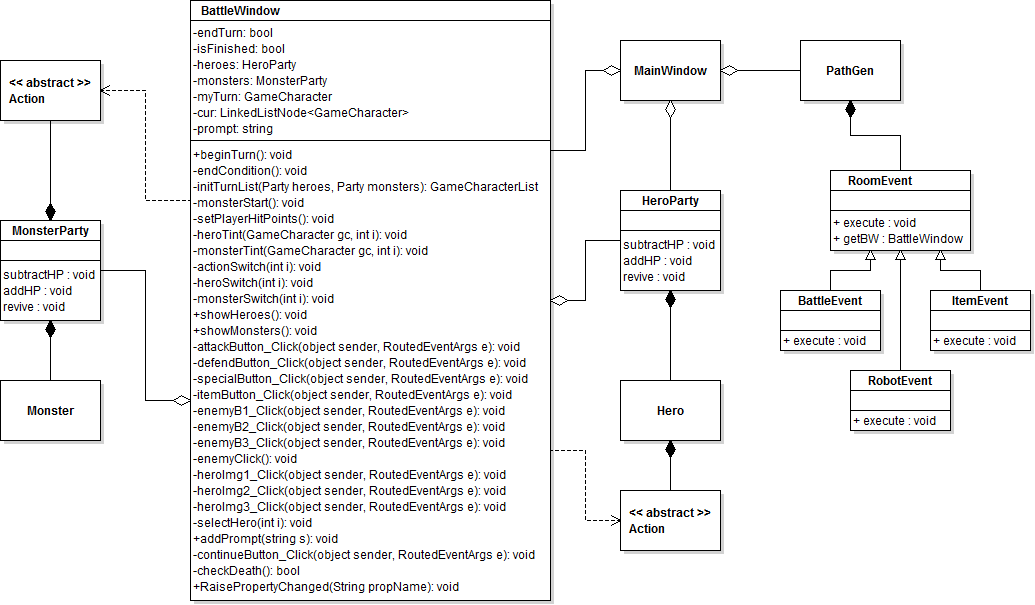 BattleWindow
-endTurn: bool
-isFinished: bool
-heroes: HeroParty
-monsters: MonsterParty
-myTurn: GameCharacter
-cur: LinkedListNode<GameCharacter>
-prompt: string
+beginTurn(): void
-endCondition(): void
-initTurnList(Party heroes, Party monsters): GameCharacterList
-monsterStart(): void
-setPlayerHitPoints(): void
-heroTint(GameCharacter gc, int i): void
-monsterTint(GameCharacter gc, int i): void
-actionSwitch(int i): void
-heroSwitch(int i): void
-monsterSwitch(int i): void
+showHeroes(): void
+showMonsters(): void
-attackButton_Click(object sender, RoutedEventArgs e): void
-defendButton_Click(object sender, RoutedEventArgs e): void
-specialButton_Click(object sender, RoutedEventArgs e): void
-itemButton_Click(object sender, RoutedEventArgs e): void
-enemyB1_Click(object sender, RoutedEventArgs e): void
-enemyB2_Click(object sender, RoutedEventArgs e): void
-enemyB3_Click(object sender, RoutedEventArgs e): void
-enemyClick(): void
-heroImg1_Click(object sender, RoutedEventArgs e): void
-heroImg2_Click(object sender, RoutedEventArgs e): void
-heroImg3_Click(object sender, RoutedEventArgs e): void
-selectHero(int i): void
+addPrompt(string s): void
-continueButton_Click(object sender, RoutedEventArgs e): void
-checkDeath(): bool
+RaisePropertyChanged(String propName): void
<< abstract >>
Action
MonsterParty
subtractHP : void
addHP : void
revive : void
Monster
MainWindow
HeroParty
subtractHP : void
addHP : void
revive : void
Hero
<< abstract >>
Action
PathGen
RoomEvent
+ execute : void
+ getBW : BattleWindow
BattleEvent
+ execute : void
ItemEvent
+ execute : void
RobotEvent
+ execute : void